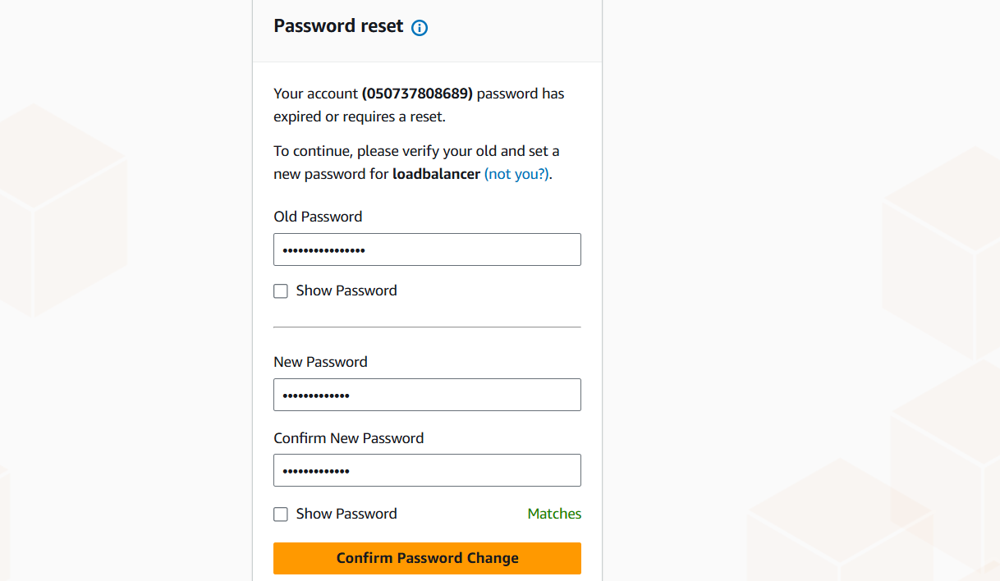 Password reset
Your account (050737808689) password has
expired or requires a reset.
To continue, please verify your old and set a
new password for loadbalancer (not you?).
Old Password
••••••••••••••••
Show Password
New Password
•••••••••••••
Confirm New Password
•••••••••••••
Show Password Matches
Confirm Password Change